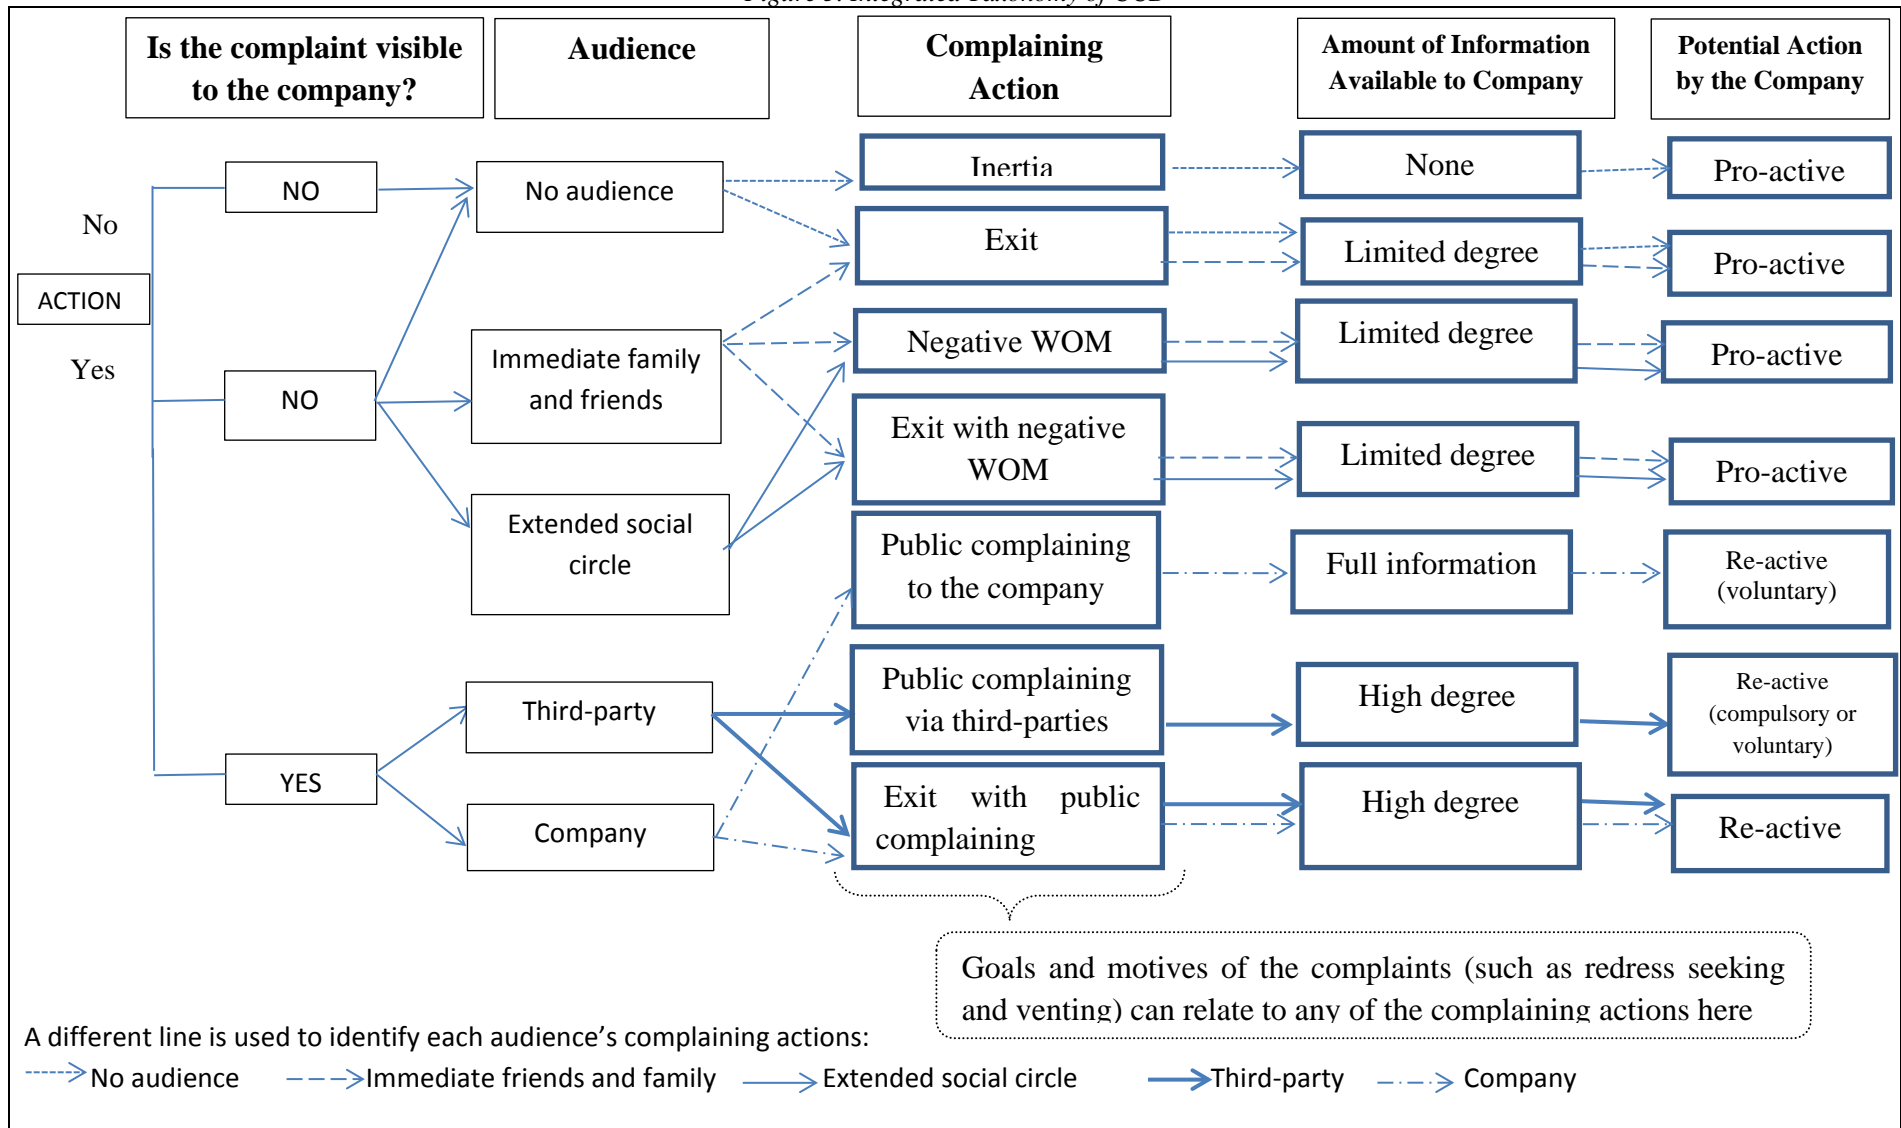 Figure 3: Integrated Taxonomy of CCB
Is the complaint visible
to the company?
Audience
Complaining
Action
Amount of Information
Available to Company
Potential Action
by the Company
No
ACTION
Yes
NO
NO
YES
No audience
Immediate family
and friends
Extended social
circle
Third-party
Company
Inertia
Exit
Negative WOM
Exit with negative
WOM
Public complaining
to the company
Public complaining
via third-parties
Exit with public
complaining
None
Limited degree
Limited degree
Limited degree
Full information
High degree
High degree
Pro-active
Pro-active
Pro-active
Pro-active
Re-active
(voluntary)
Re-active
(compulsory or
voluntary)
Re-active
Goals and motives of the complaints (such as redress seeking
and venting) can relate to any of the complaining actions here
A different line is used to identify each audience’s complaining actions:
No audience
Immediate friends and family
Extended social circle
Third-party
Company